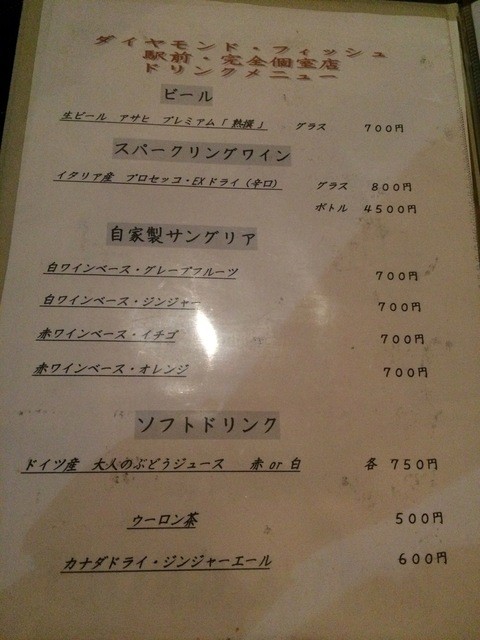 ダイヤモンド・フィッシュ
駅前・完全個室店
ドリンクメニュー
ビール
生ビール アサヒ プレミアム「熟撰」 グラス 700円
スパークリングワイン
イタリア産 プロセッコ・EXドライ（辛口） グラス 800円
ボトル 4500円
自家製サングリア
白ワインベース・グレープフルーツ 700円
白ワインベース・ジンジャー 700円
赤ワインベース・イチゴ 700円
赤ワインベース・オレンジ 700円
ソフトドリンク
ドイツ産 大人のぶどうジュース 赤 or 白 各 750円
ウーロン茶 500円
カナダドライ・ジンジャーエール 600円